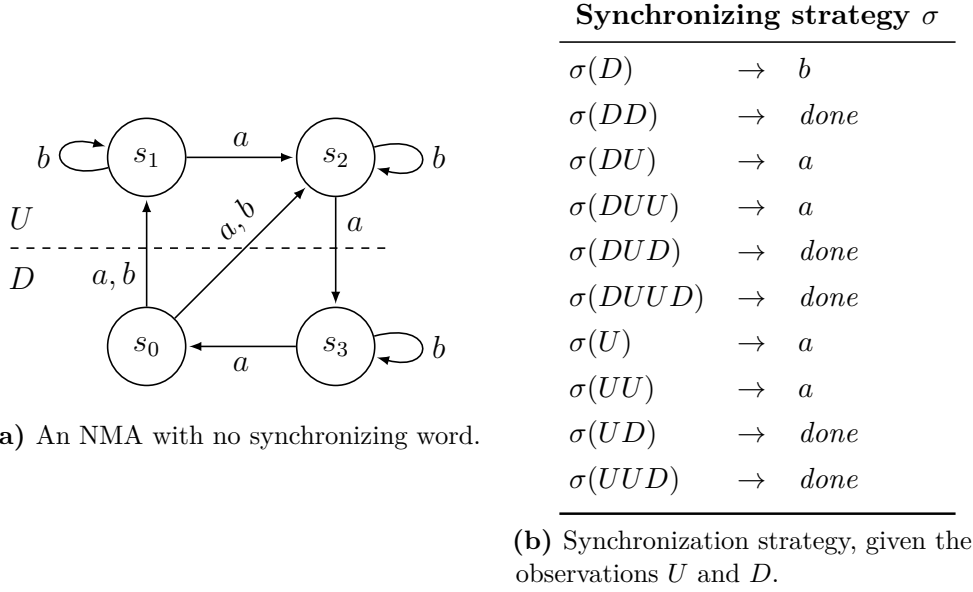 b
s1
a
s2
b
U
a, b
a
D
a, b
s0
a
s3
b
a) An NMA with no synchronizing word.
Synchronizing strategy σ
σ(D) → b
σ(DD) → done
σ(DU) → a
σ(DUU) → a
σ(DUD) → done
σ(DUUD) → done
σ(U) → a
σ(UU) → a
σ(UD) → done
σ(UUD) → done
(b) Synchronization strategy, given the
observations U and D.